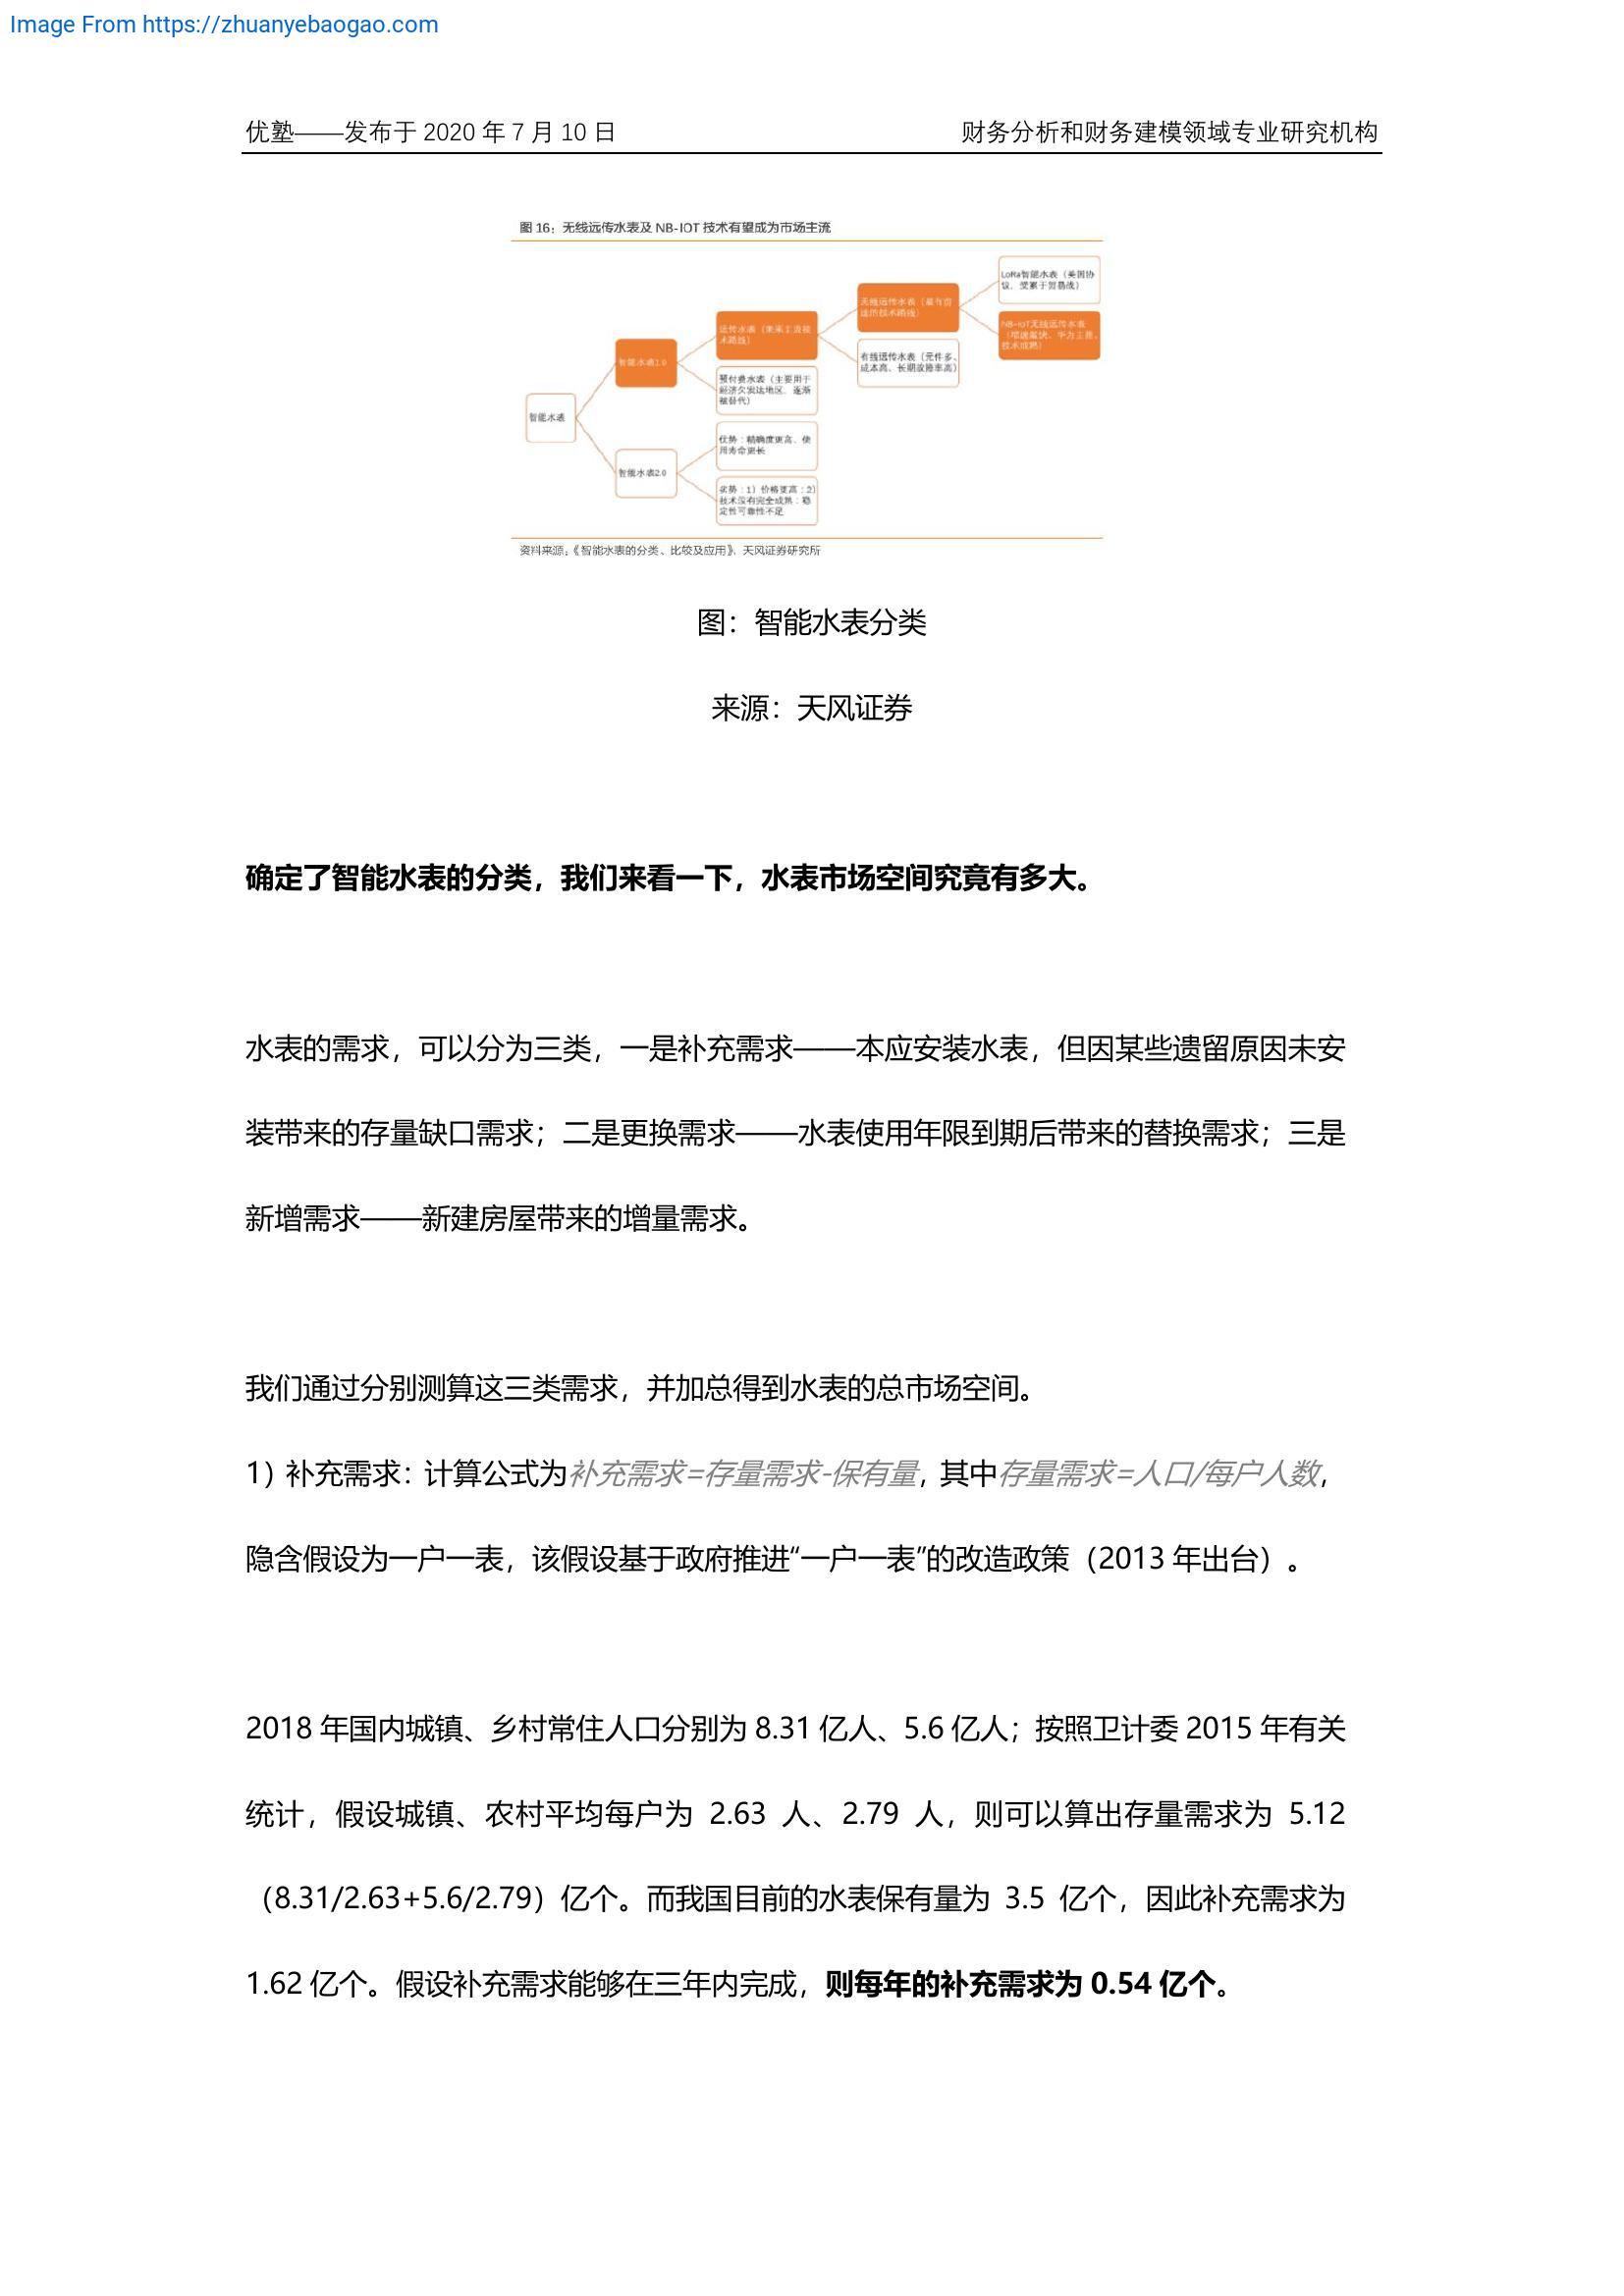 Image From https://zhuanyebaogao.com
优塾——发布于 2020 年 7 月 10 日
财务分析和财务建模领域专业研究机构
图 16：无线远传水表及 NB-IOT 技术有望成为市场主流
LoRa智能水表（美国协
议，受累于贸易战）
无线远传水表（最有前
途的技术路线）
NB-IoT无线远传水表
（增速最快、华为主推、
技术成熟）
远传水表（未来主流技
术路线）
有线远传水表（元件多、
成本高、长期故障率高）
智能水表1.0
预付费水表（主要用于
经济欠发达地区，逐渐
被替代）
智能水表
优势：精确度更高、使
用寿命更长
智能水表2.0
劣势：1）价格更高；2）
技术没有完全成熟；稳
定性可靠性不足
资料来源：《智能水表的分类、比较及应用》，天风证券研究所
图：智能水表分类
来源：天风证券
确定了智能水表的分类，我们来看一下，水表市场空间究竟有多大。
水表的需求，可以分为三类，一是补充需求——本应安装水表，但因某些遗留原因未安
装带来的存量缺口需求；二是更换需求——水表使用年限到期后带来的替换需求；三是
新增需求——新建房屋带来的增量需求。
我们通过分别测算这三类需求，并加总得到水表的总市场空间。
1）补充需求：计算公式为补充需求=存量需求-保有量，其中存量需求=人口/每户人数，
隐含假设为一户一表，该假设基于政府推进“一户一表”的改造政策（2013 年出台）。
2018 年国内城镇、乡村常住人口分别为 8.31 亿人、5.6 亿人；按照卫计委 2015 年有关
统计，假设城镇、农村平均每户为 2.63 人、2.79 人，则可以算出存量需求为 5.12
（8.31/2.63+5.6/2.79）亿个。而我国目前的水表保有量为 3.5 亿个，因此补充需求为
1.62 亿个。假设补充需求能够在三年内完成，则每年的补充需求为 0.54 亿个。